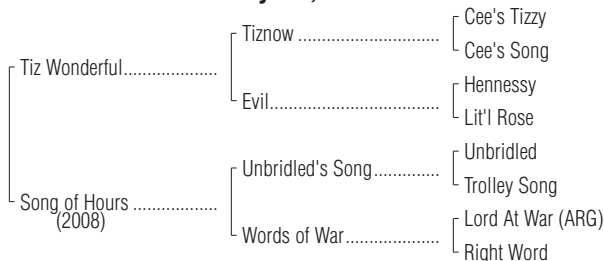 Cee's Tizzy
Tiznow
Cee's Song
Tiz Wonderful
Hennessy
Evil
Lit'l Rose
Unbridled
Unbridled's Song
Trolley Song
Song of Hours
(2008)
Lord At War (ARG)
Words of War
Right Word